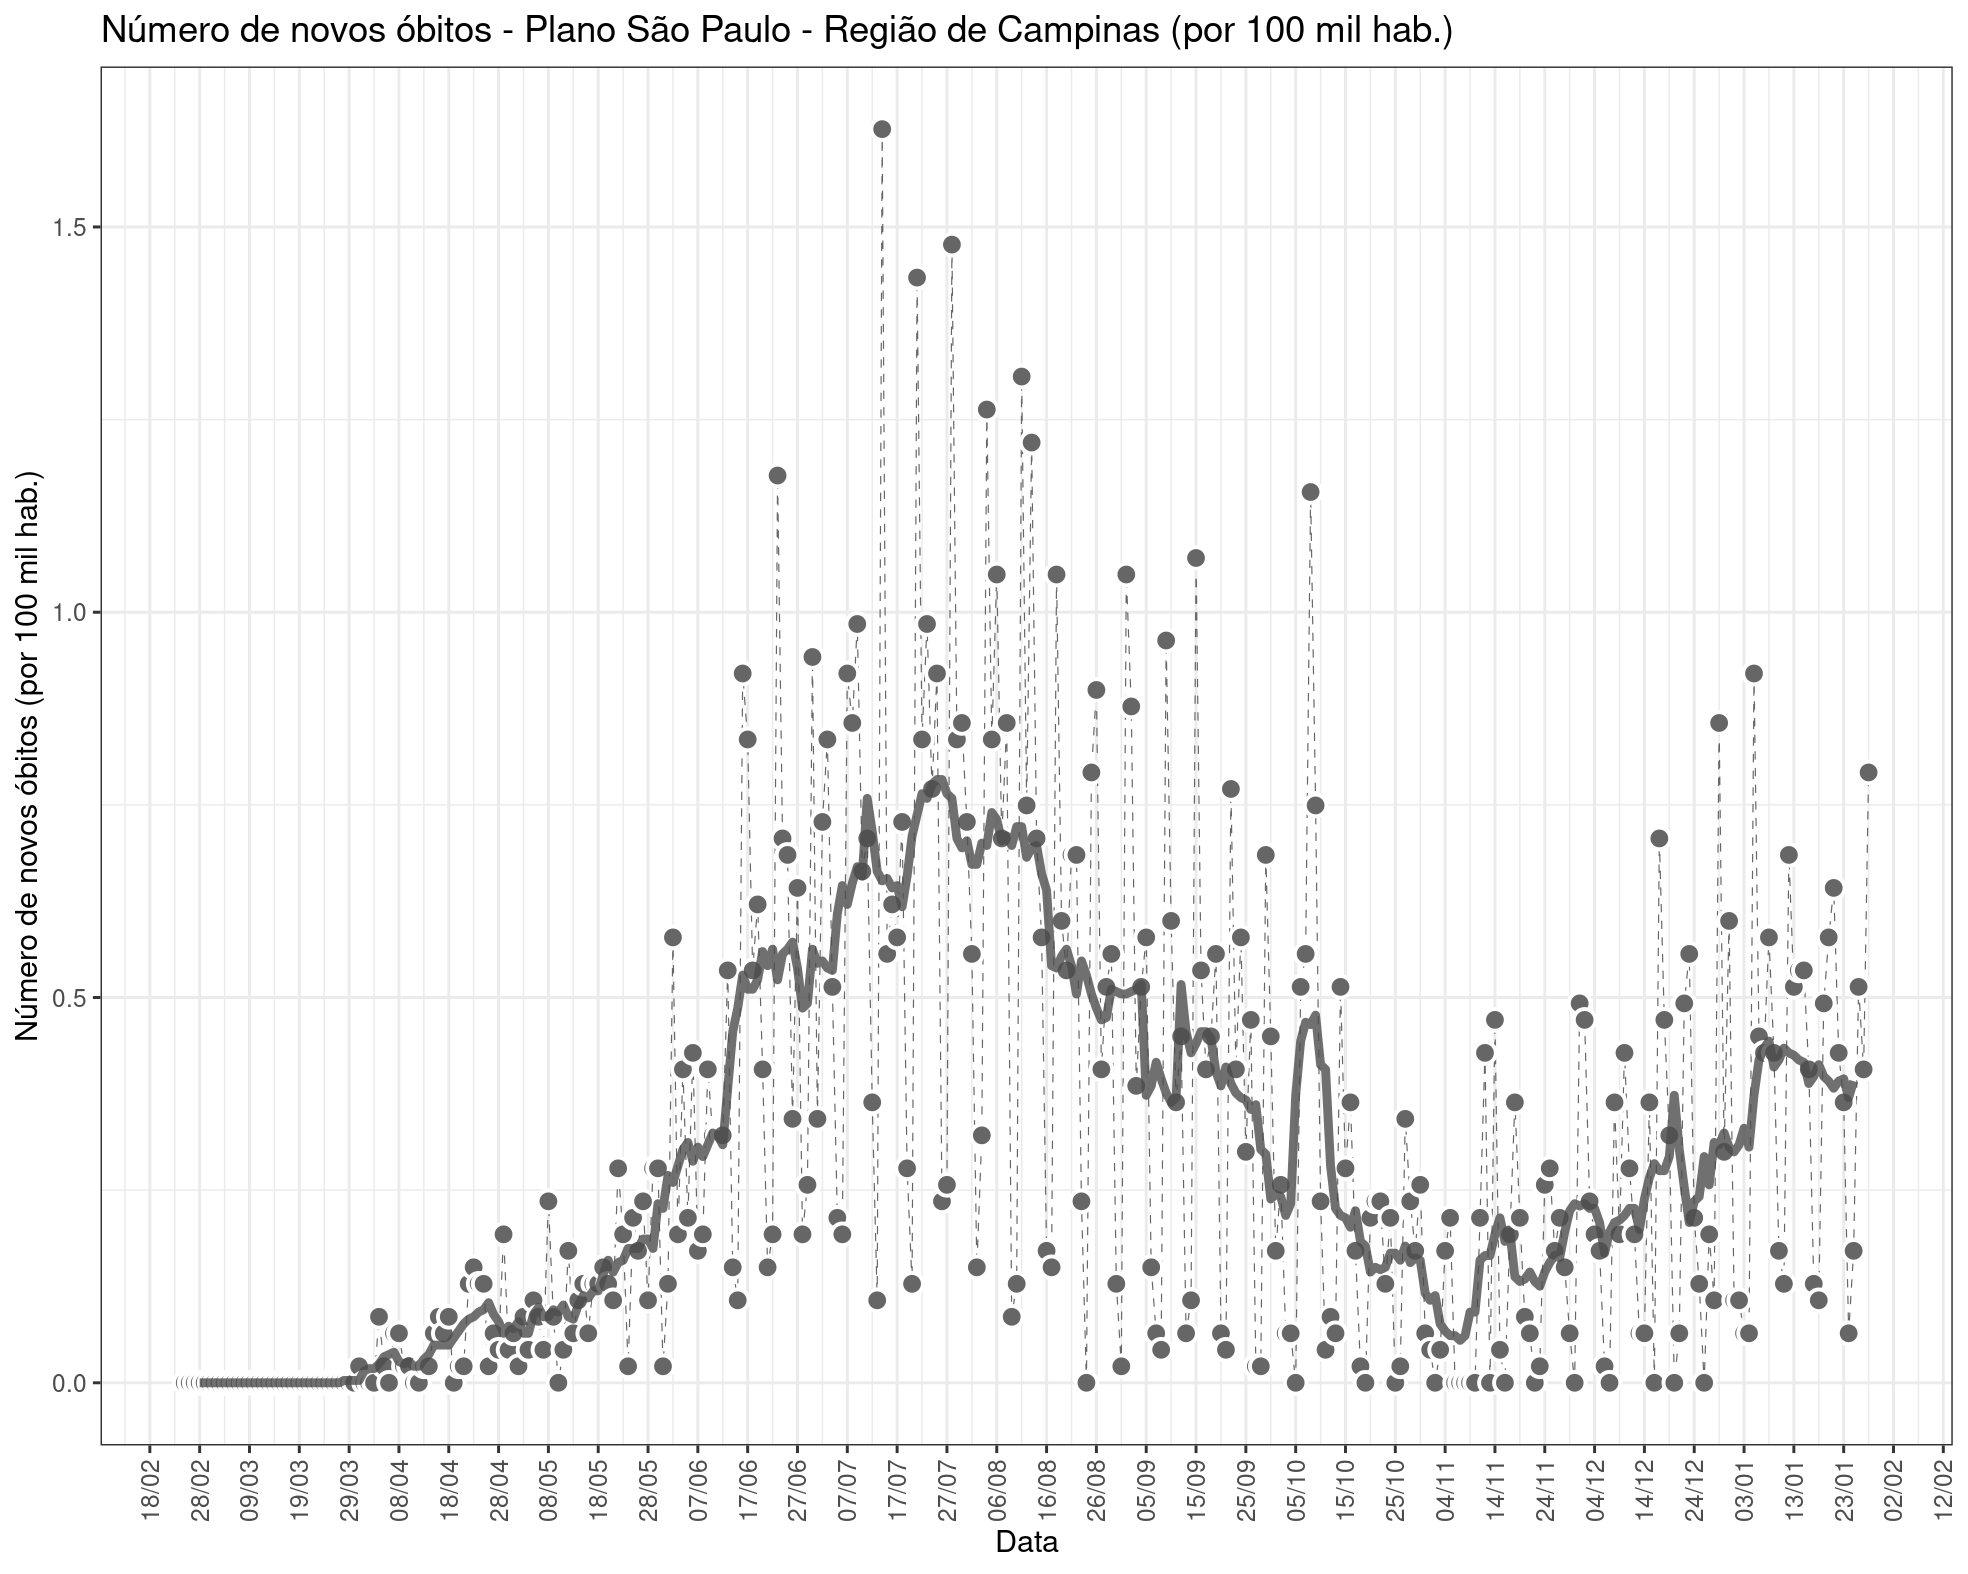 Número de novos óbitos - Plano São Paulo - Região de Campinas (por 100 mil hab.)
Número de novos óbitos (por 100 mil hab.)
1.5
1.0
0.5
0.0
18/02 28/02 09/03 19/03 29/03 08/04 18/04 28/04 08/05 18/05 28/05 07/06 17/06 27/06 07/07 17/07 27/07 06/08 16/08 26/08 05/09 15/09 25/09 05/10 15/10 25/10 04/11 14/11 24/11 04/12 14/12 24/12 03/01 13/01 23/01 02/02 12/02
Data